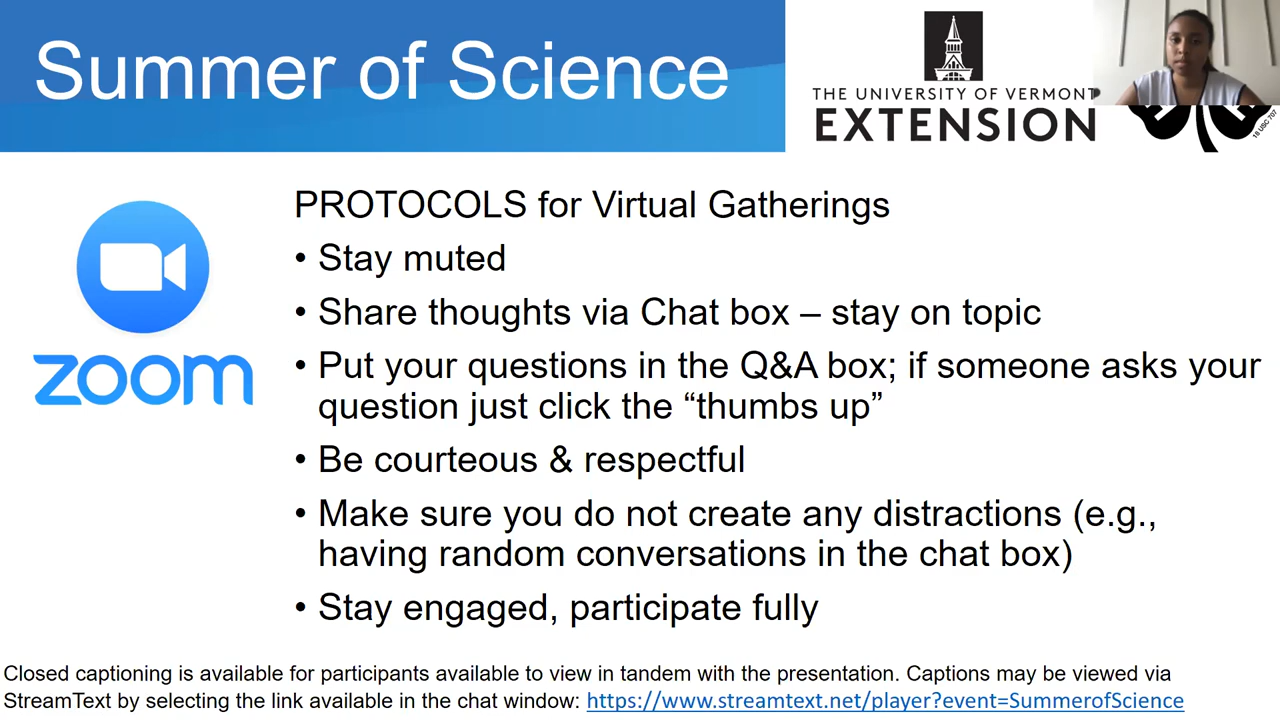 Summer of Science
THE UNIVERSITY OF VERMONT
EXTENSION
18 USC 707
zoom
PROTOCOLS for Virtual Gatherings
• Stay muted
• Share thoughts via Chat box – stay on topic
• Put your questions in the Q&A box; if someone asks your
question just click the “thumbs up”
• Be courteous & respectful
• Make sure you do not create any distractions (e.g.,
having random conversations in the chat box)
• Stay engaged, participate fully
Closed captioning is available for participants available to view in tandem with the presentation. Captions may be viewed via
StreamText by selecting the link available in the chat window: https://www.streamtext.net/player?event=SummerofScience